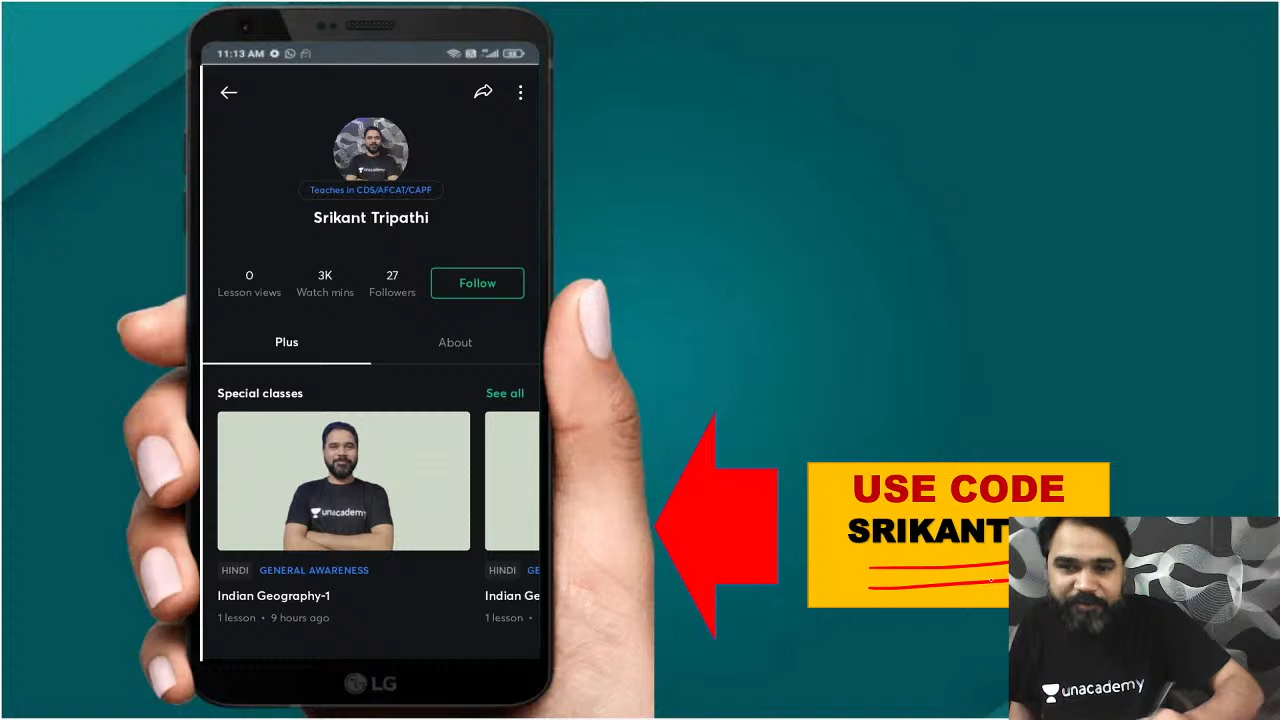 11:13 AM
Teaches in CDS/AFCAT/CAPF
Srikant Tripathi
0 3K 27
Lesson views Watch mins Followers
Follow
Plus About
Special classes See all
unacademy
HINDI GENERAL AWARENESS HINDI GE
Indian Geography-1 Indian Ge
1 lesson • 9 hours ago 1 lesson •
LG
USE CODE
SRIKANT
unacademy